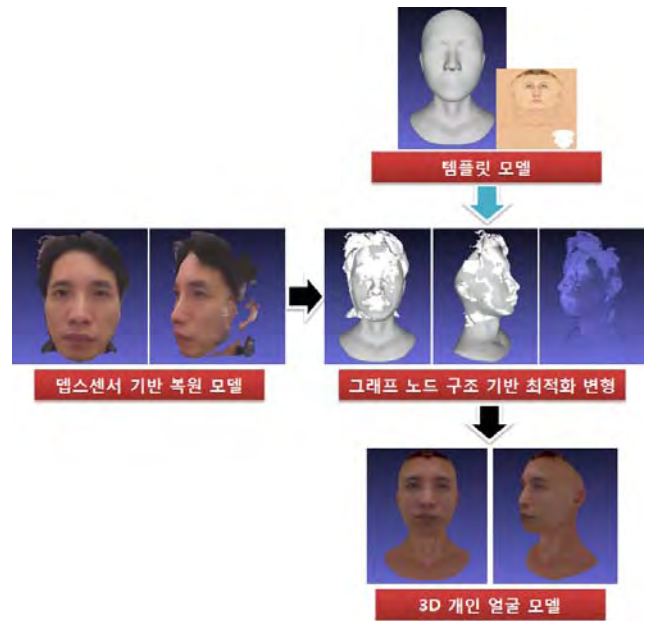 템플릿 모델
뎁스센서 기반 복원 모델
그래프 노드 구조 기반 최적화 변형
3D 개인 얼굴 모델